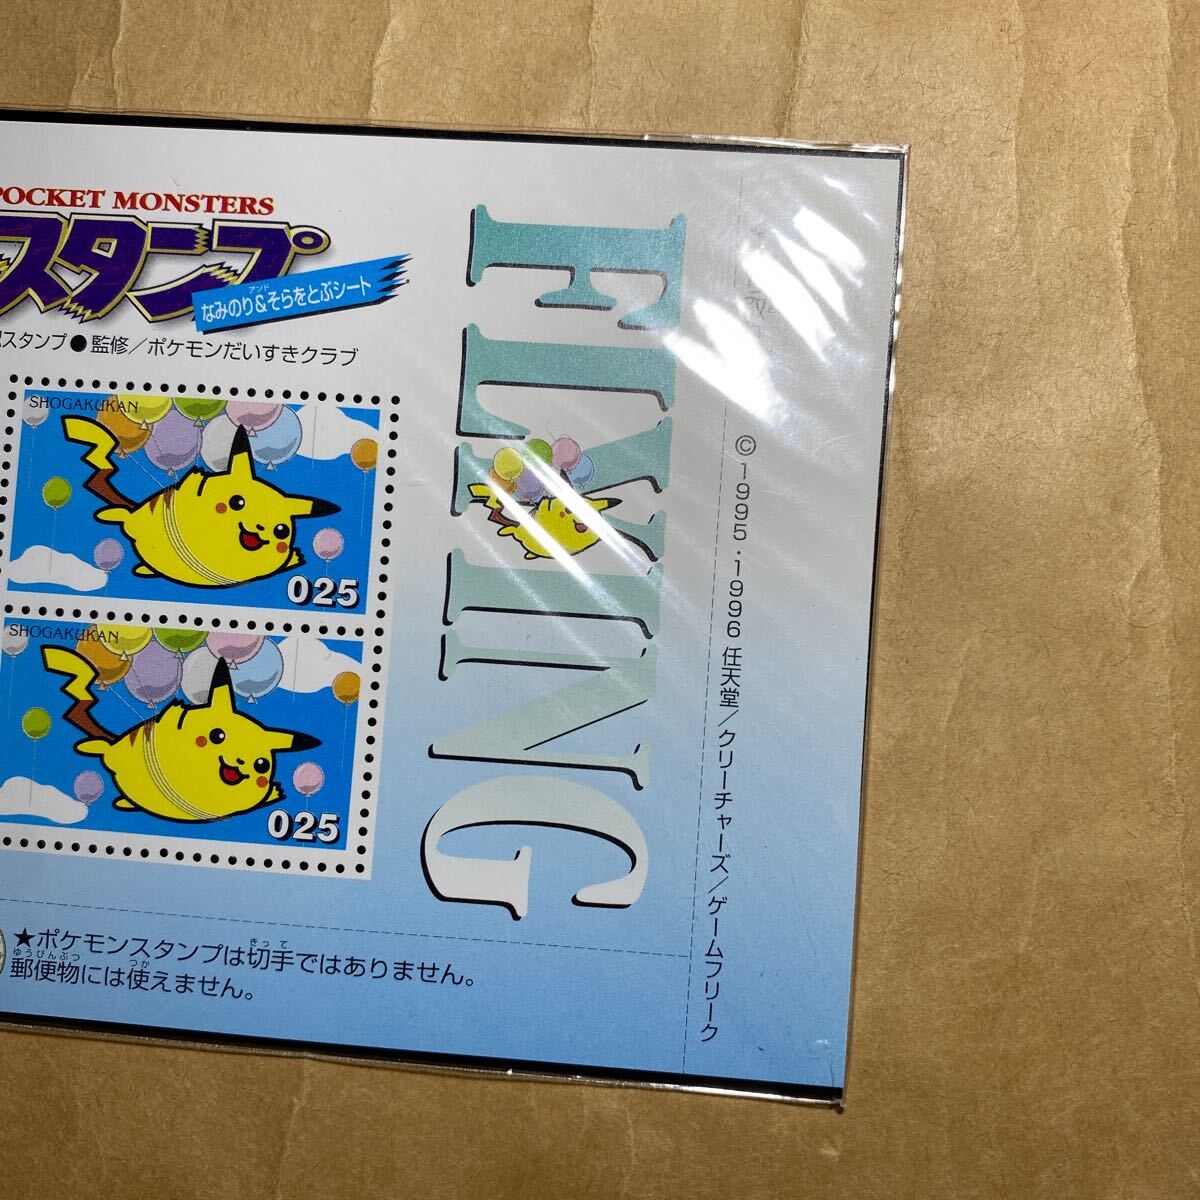 POCKET MONSTERS
スタンプ
アンド
なみのり&そらをとぶシート
スタンプ●監修/ポケモンだいすきクラブ
SHOGAKUKAN
025
SHOGAKUKAN
025
FLYING
©1995・1996 任天堂/クリーチャーズ/ゲームフリーク
きって
★ポケモンスタンプは切手ではありません。
ゆうびんぶつ つか
郵便物には使えません。